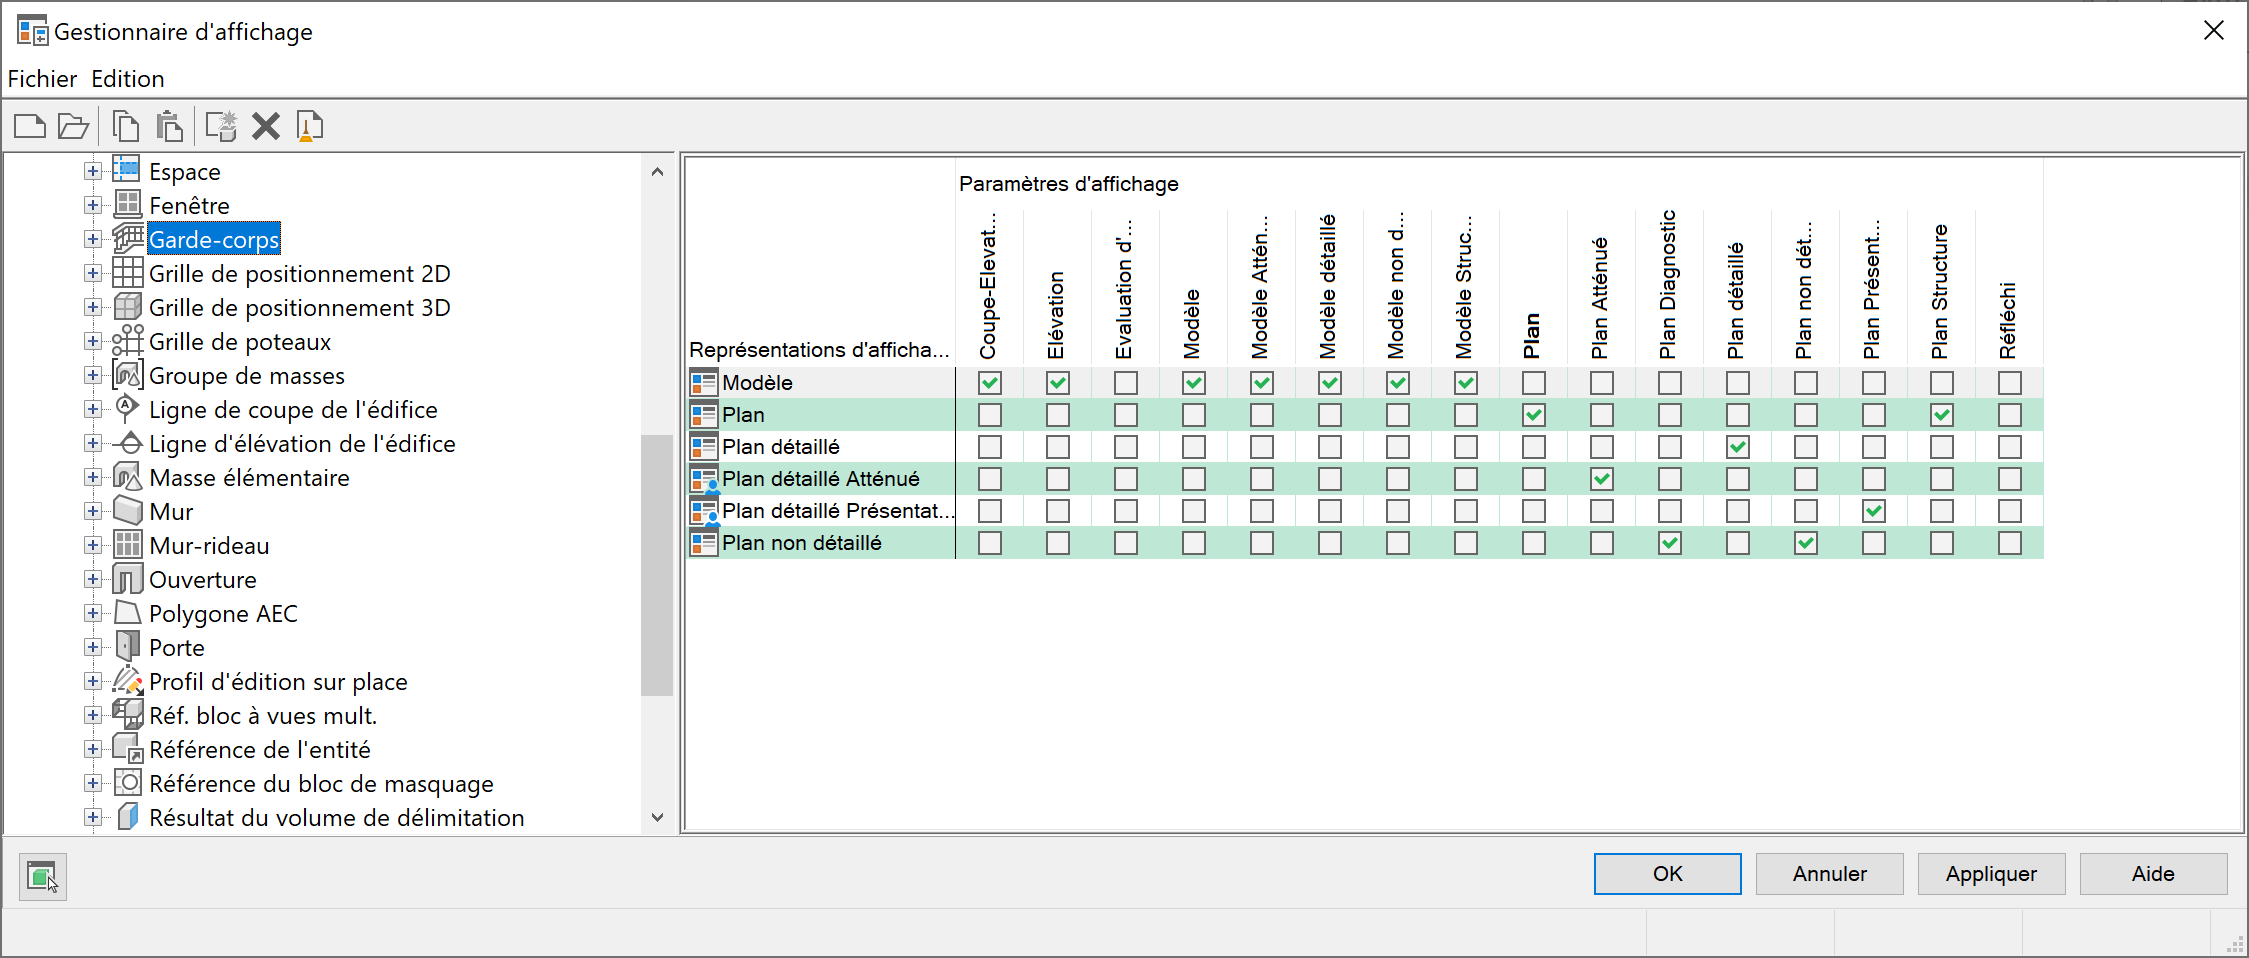 Gestionnaire d'affichage
Fichier Edition
Espace
Fenêtre
Garde-corps
Grille de positionnement 2D
Grille de positionnement 3D
Grille de poteaux
Groupe de masses
Ligne de coupe de l'édifice
Ligne d'élévation de l'édifice
Masse élémentaire
Mur
Mur-rideau
Ouverture
Polygone AEC
Porte
Profil d'édition sur place
Réf. bloc à vues mult.
Référence de l'entité
Référence du bloc de masquage
Résultat du volume de délimitation
Paramètres d'affichage
Représentations d'afficha...
Coupe-Elevat...
Elévation
Evaluation d'...
Modèle
Modèle Attén...
Modèle détaillé
Modèle non d...
Modèle Struc...
Plan
Plan Atténué
Plan Diagnostic
Plan détaillé
Plan non dét...
Plan Présent...
Plan Structure
Réfléchi
Modèle
Plan
Plan détaillé
Plan détaillé Atténué
Plan détaillé Présentat...
Plan non détaillé
OK Annuler Appliquer Aide